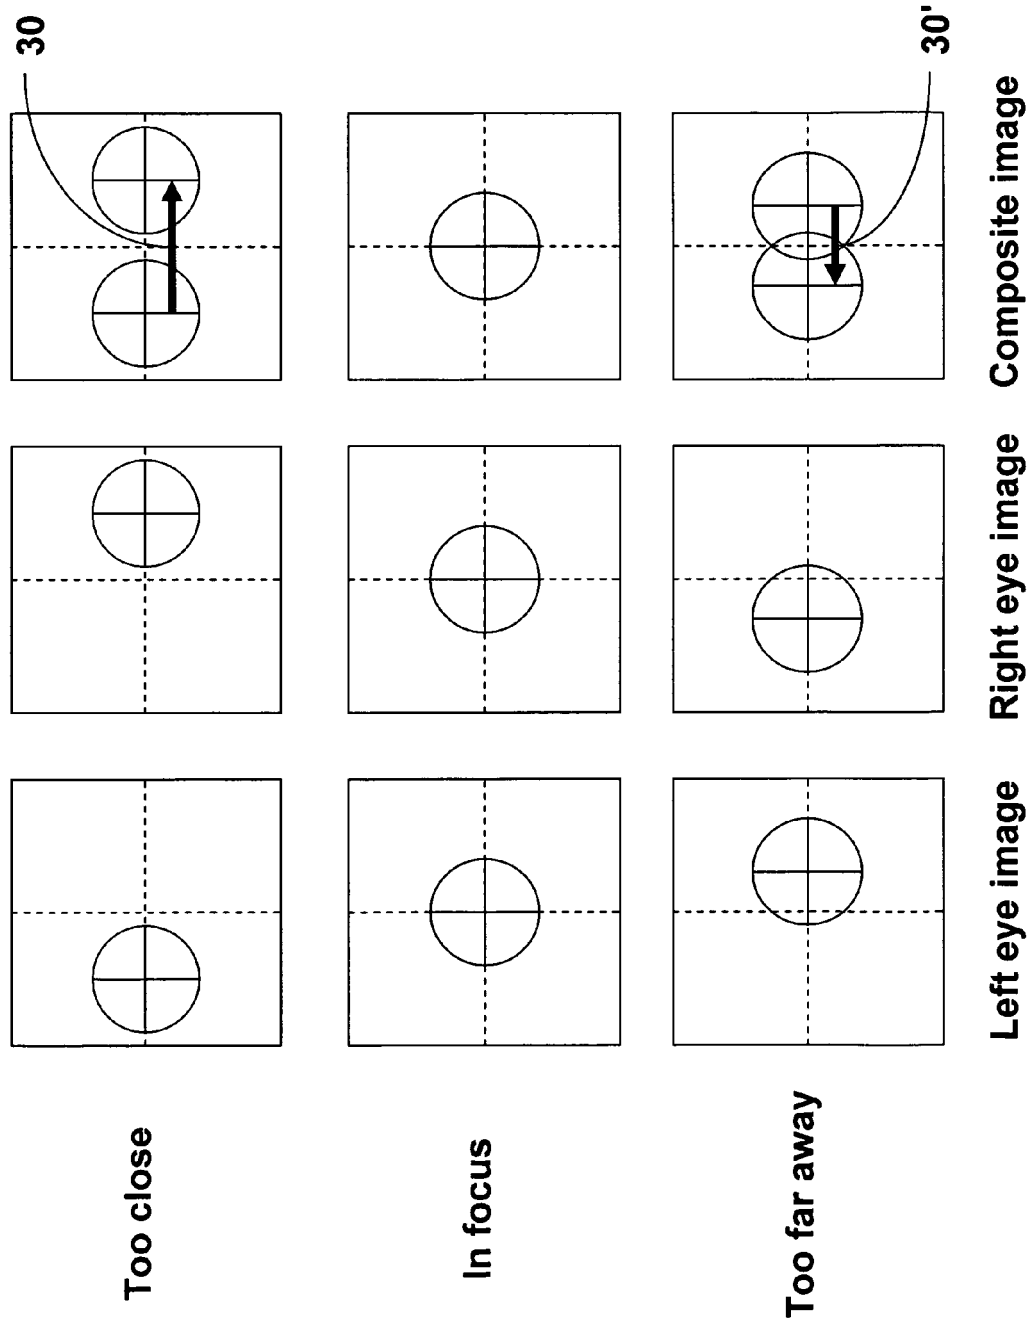 30
Too close
In focus
Too far away
30'
Left eye image
Right eye image
Composite image